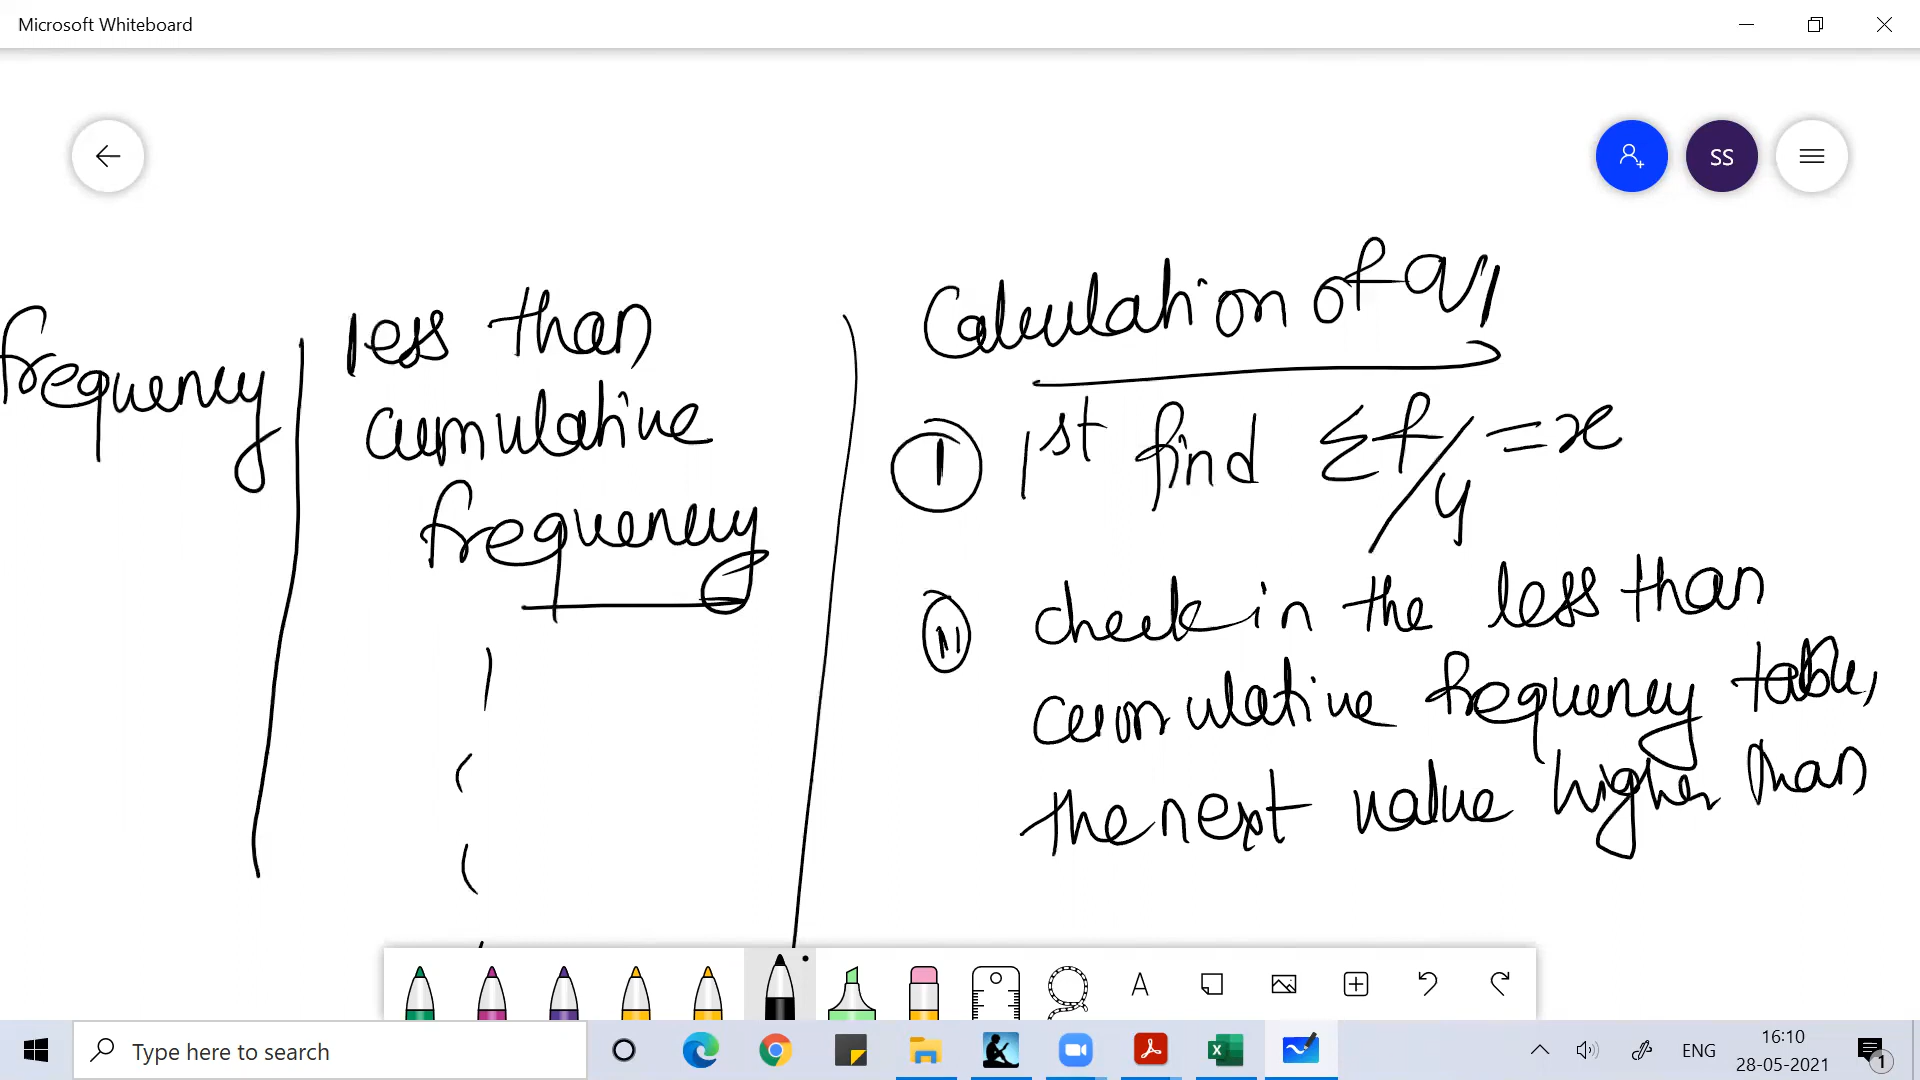 Microsoft Whiteboard
SS
frequency
less than
cumulative
frequency
Calculation of Q1
I 1st find Σf/4 = x
II check in the less than
cumulative frequency table,
the next value higher than
A
Type here to search
ENG
16:10
28-05-2021
1